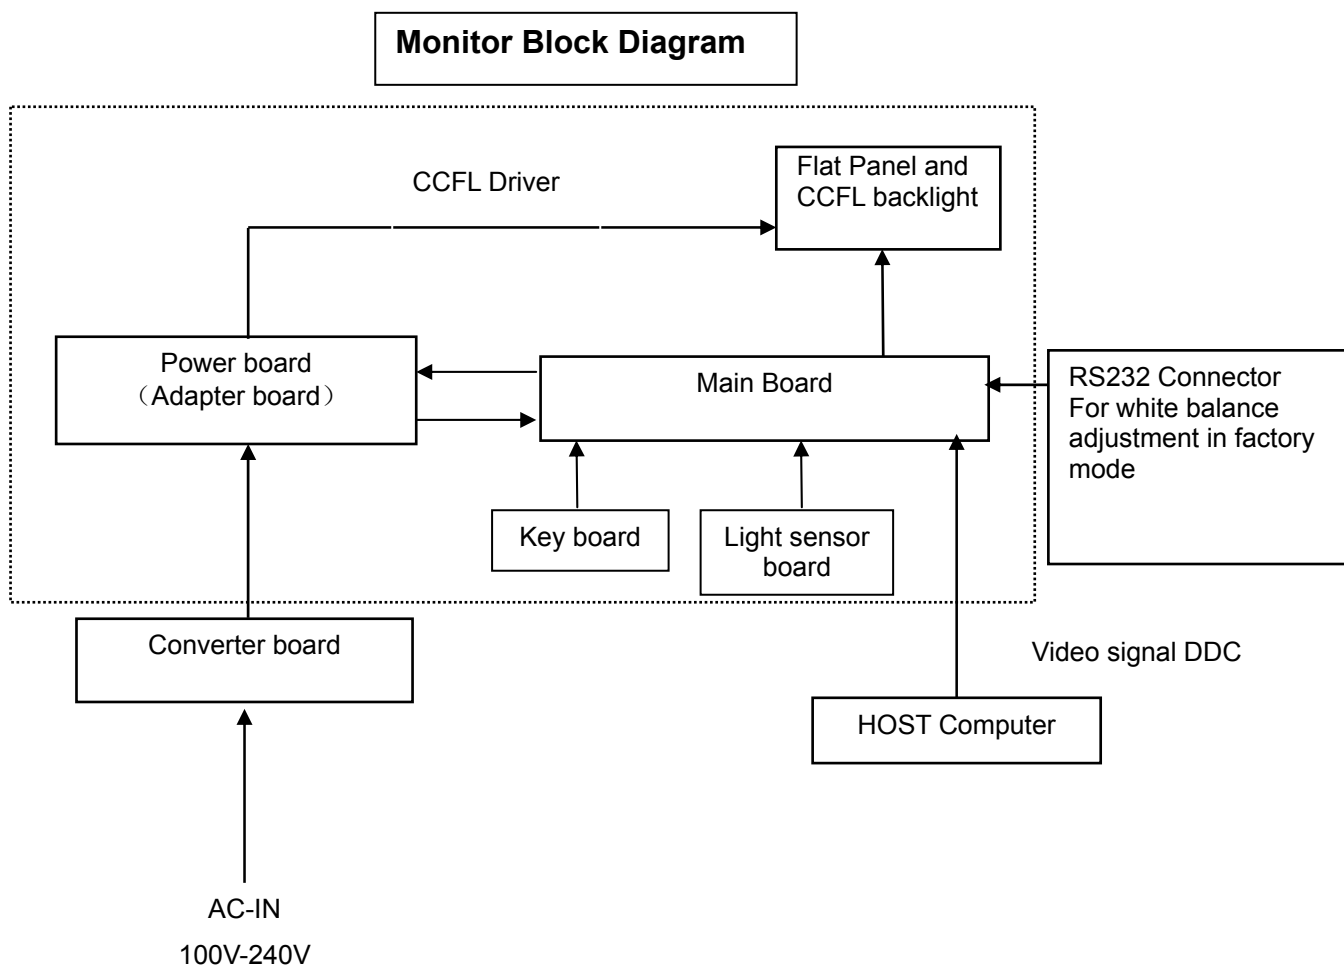 Monitor Block Diagram
CCFL Driver
Flat Panel and
CCFL backlight
Power board
（Adapter board）
Main Board
RS232 Connector
For white balance
adjustment in factory
mode
Key board
Light sensor
board
Converter board
Video signal DDC
HOST Computer
AC-IN
100V-240V